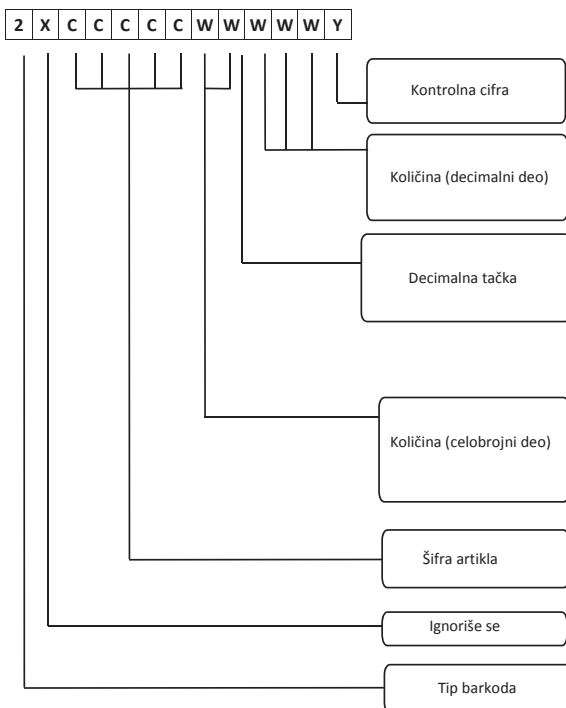 2 X C C C C C W W W W W Y
Kontrolna cifra
Količina (decimalni deo)
Decimalna tačka
Količina (celobrojni deo)
Šifra artikla
Ignoriše se
Tip barkoda